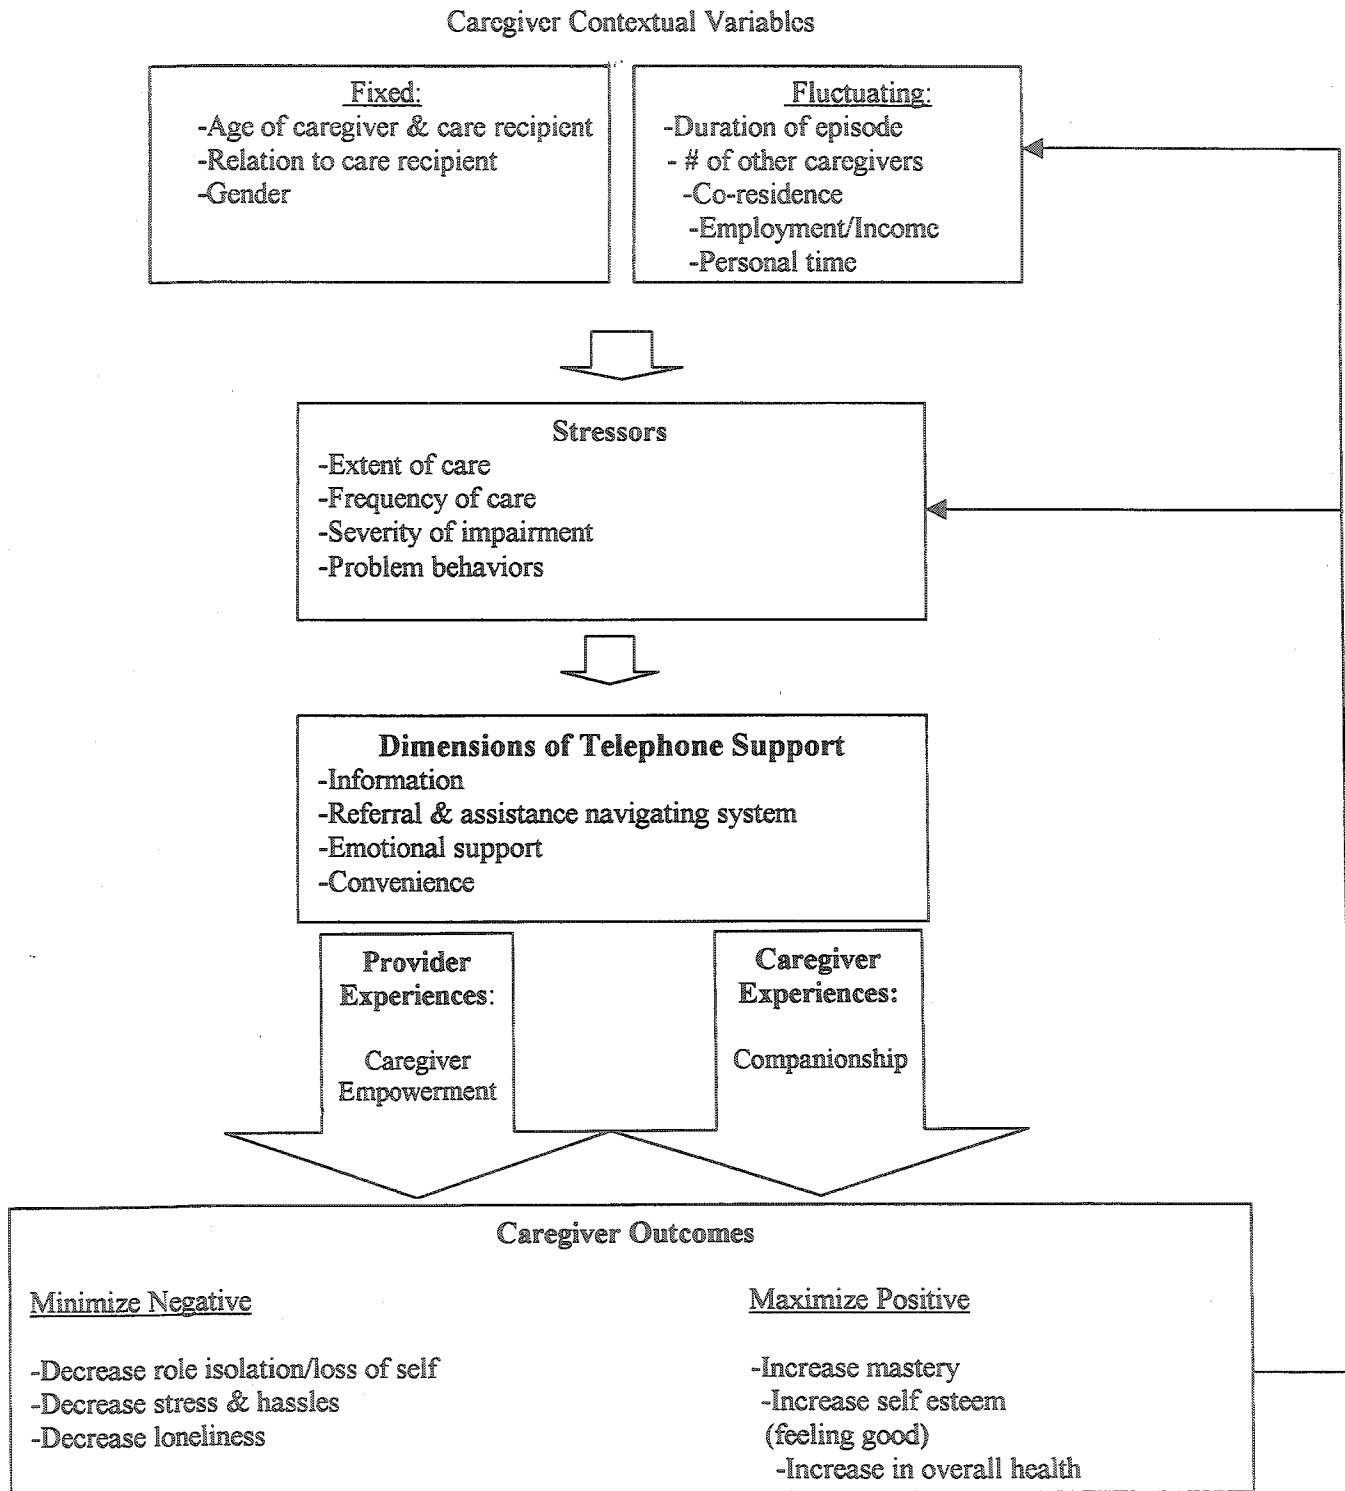 Caregiver Contextual Variables
Fixed:
-Age of caregiver & care recipient
-Relation to care recipient
-Gender
Fluctuating:
-Duration of episode
- # of other caregivers
-Co-residence
-Employment/Income
-Personal time
Stressors
-Extent of care
-Frequency of care
-Severity of impairment
-Problem behaviors
Dimensions of Telephone Support
-Information
-Referral & assistance navigating system
-Emotional support
-Convenience
Provider
Experiences:
Caregiver
Empowerment
Caregiver
Experiences:
Companionship
Caregiver Outcomes
Minimize Negative
-Decrease role isolation/loss of self
-Decrease stress & hassles
-Decrease loneliness
Maximize Positive
-Increase mastery
-Increase self esteem
(feeling good)
-Increase in overall health